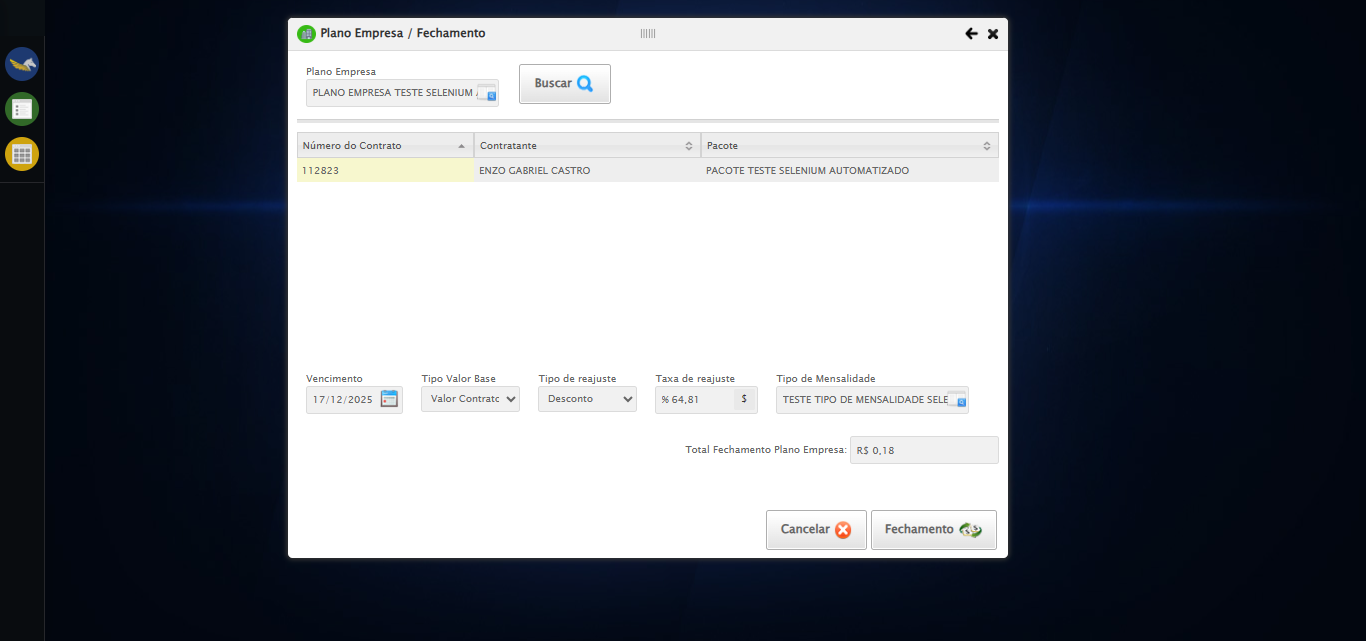 Plano Empresa / Fechamento
Plano Empresa
PLANO EMPRESA TESTE SELENIUM
Buscar
Número do Contrato Contratante Pacote
112823 ENZO GABRIEL CASTRO PACOTE TESTE SELENIUM AUTOMATIZADO
Vencimento Tipo Valor Base Tipo de reajuste Taxa de reajuste Tipo de Mensalidade
17/12/2025 Valor Contrato Desconto % 64,81 $ TESTE TIPO DE MENSALIDADE SELE
Total Fechamento Plano Empresa: R$ 0,18
Cancelar Fechamento